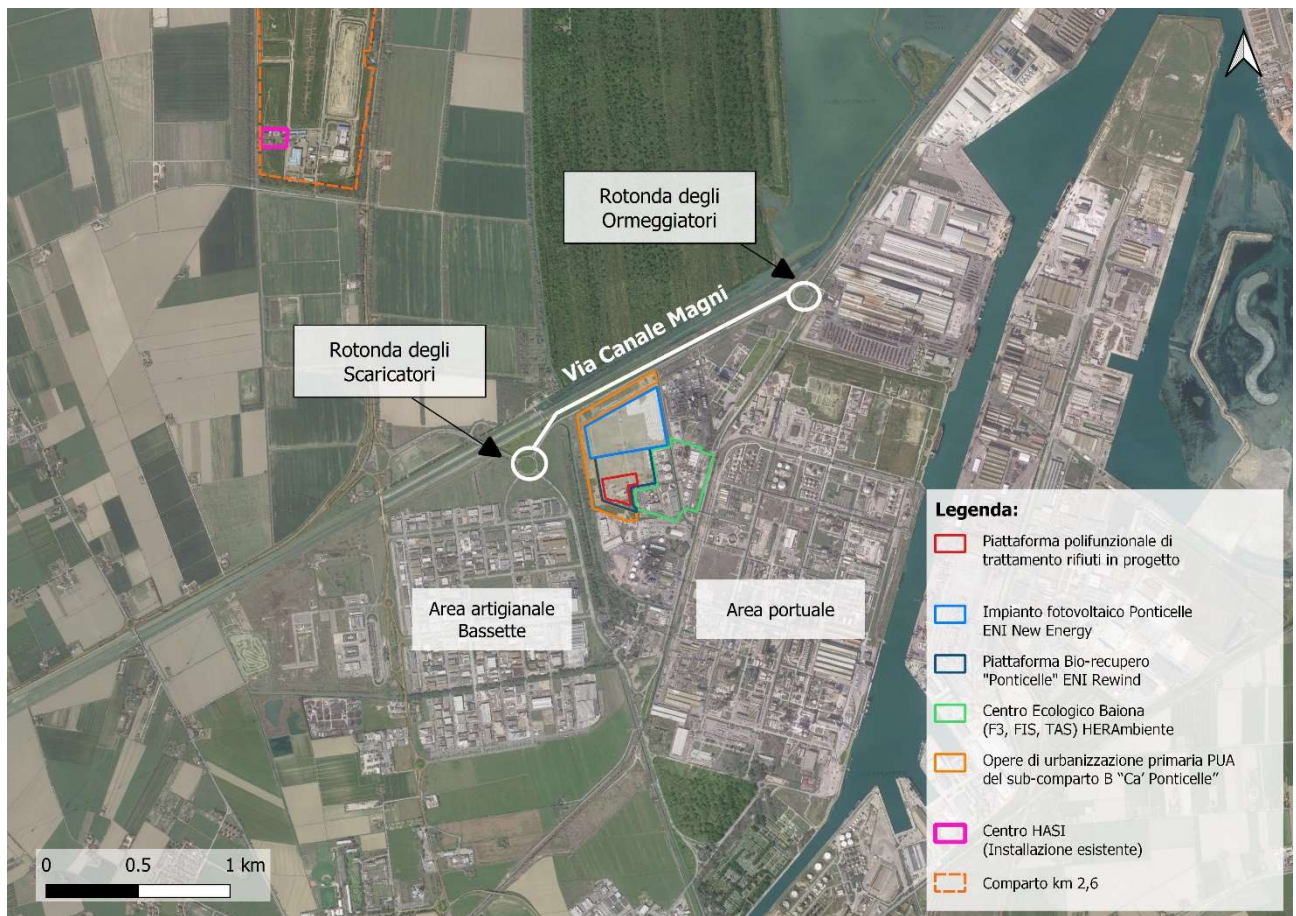 Rotonda degli
Ormeggiatori
Via Canale Magni
Rotonda degli
Scaricatori
Area artigianale
Bassette
Area portuale
Legenda:
Piattaforma polifunzionale di
trattamento rifiuti in progetto
Impianto fotovoltaico Ponticelle
ENI New Energy
Piattaforma Bio-recupero
"Ponticelle" ENI Rewind
Centro Ecologico Baiona
(F3, FIS, TAS) HERAmbiente
Opere di urbanizzazione primaria PUA
del sub-comparto B “Ca’ Ponticelle”
Centro HASI
(Installazione esistente)
Comparto km 2,6
0 0.5 1 km